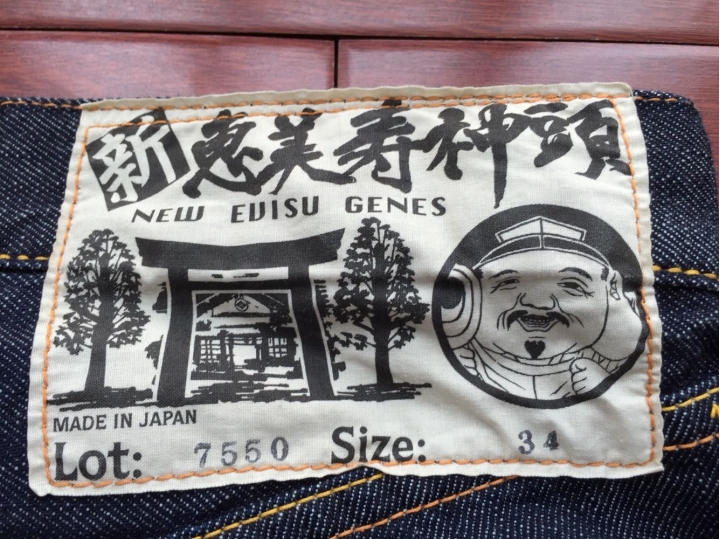 新恵美寿神頭
NEW EVISU GENES
MADE IN JAPAN
Lot: 7550 Size: 34